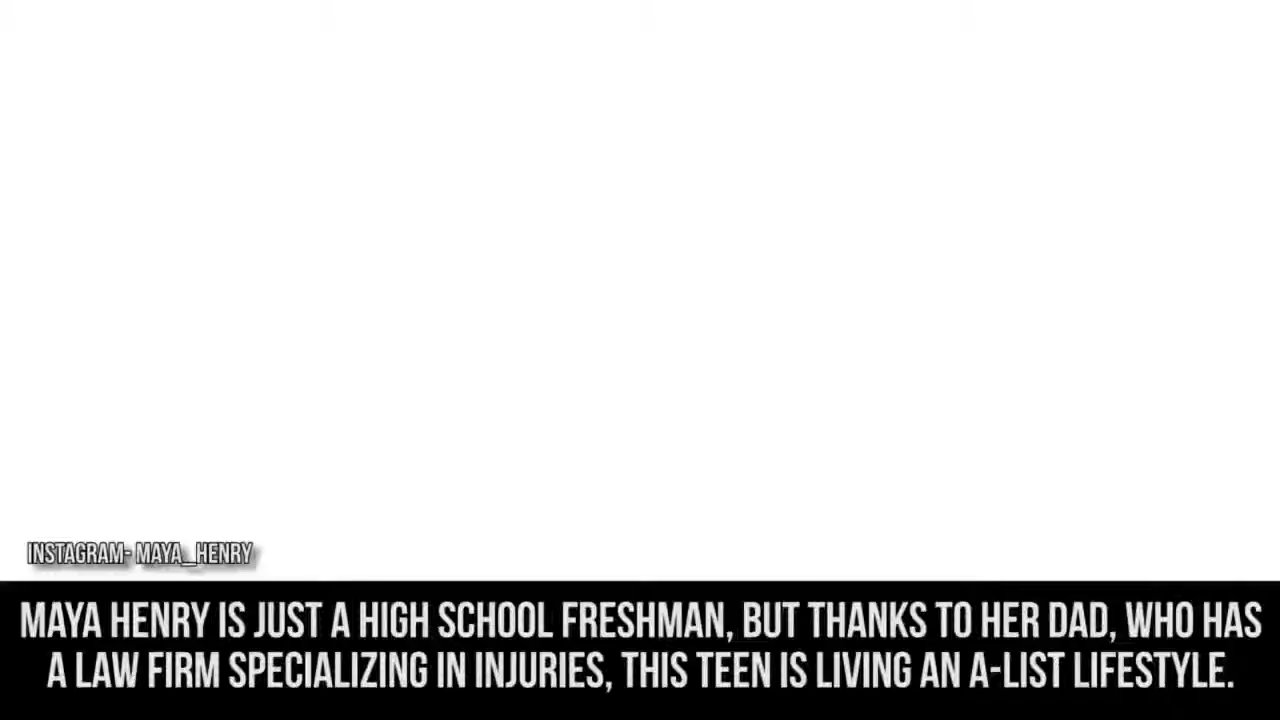 INSTAGRAM- MAYA_HENRY
MAYA HENRY IS JUST A HIGH SCHOOL FRESHMAN, BUT THANKS TO HER DAD, WHO HAS
A LAW FIRM SPECIALIZING IN INJURIES, THIS TEEN IS LIVING AN A-LIST LIFESTYLE.